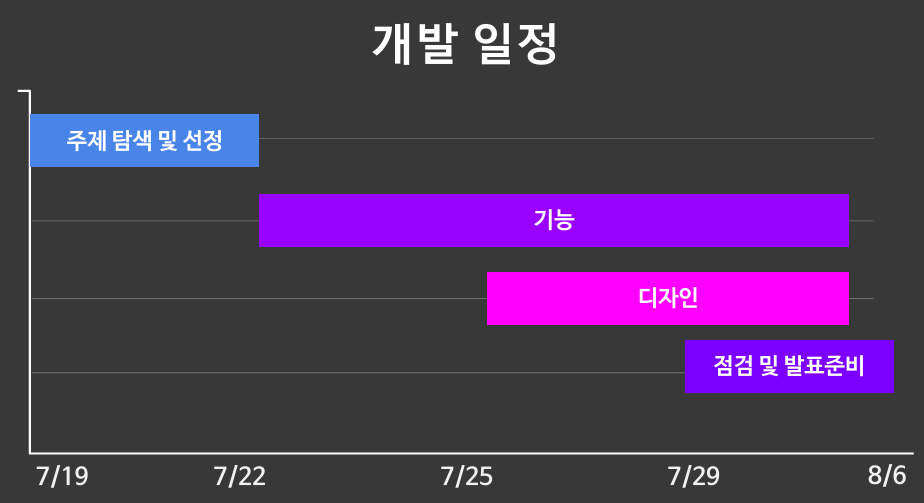 개발 일정
주제 탐색 및 선정
기능
디자인
점검 및 발표준비
7/19 7/22 7/25 7/29 8/6